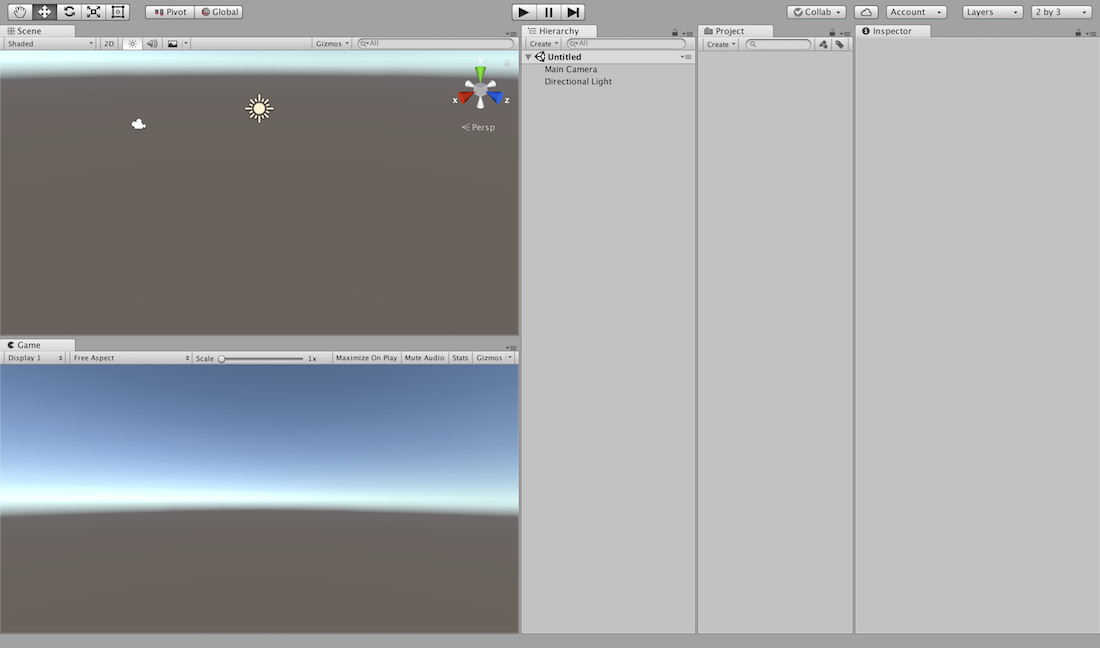 Pivot Global Collab Account Layers 2 by 3
Scene
Shaded 2D Gizmos All
y
x z
Persp
Game
Display 1 Free Aspect Scale 1x Maximize On Play Mute Audio Stats Gizmos
Hierarchy
Create All
Untitled
Main Camera
Directional Light
Project
Create
Inspector